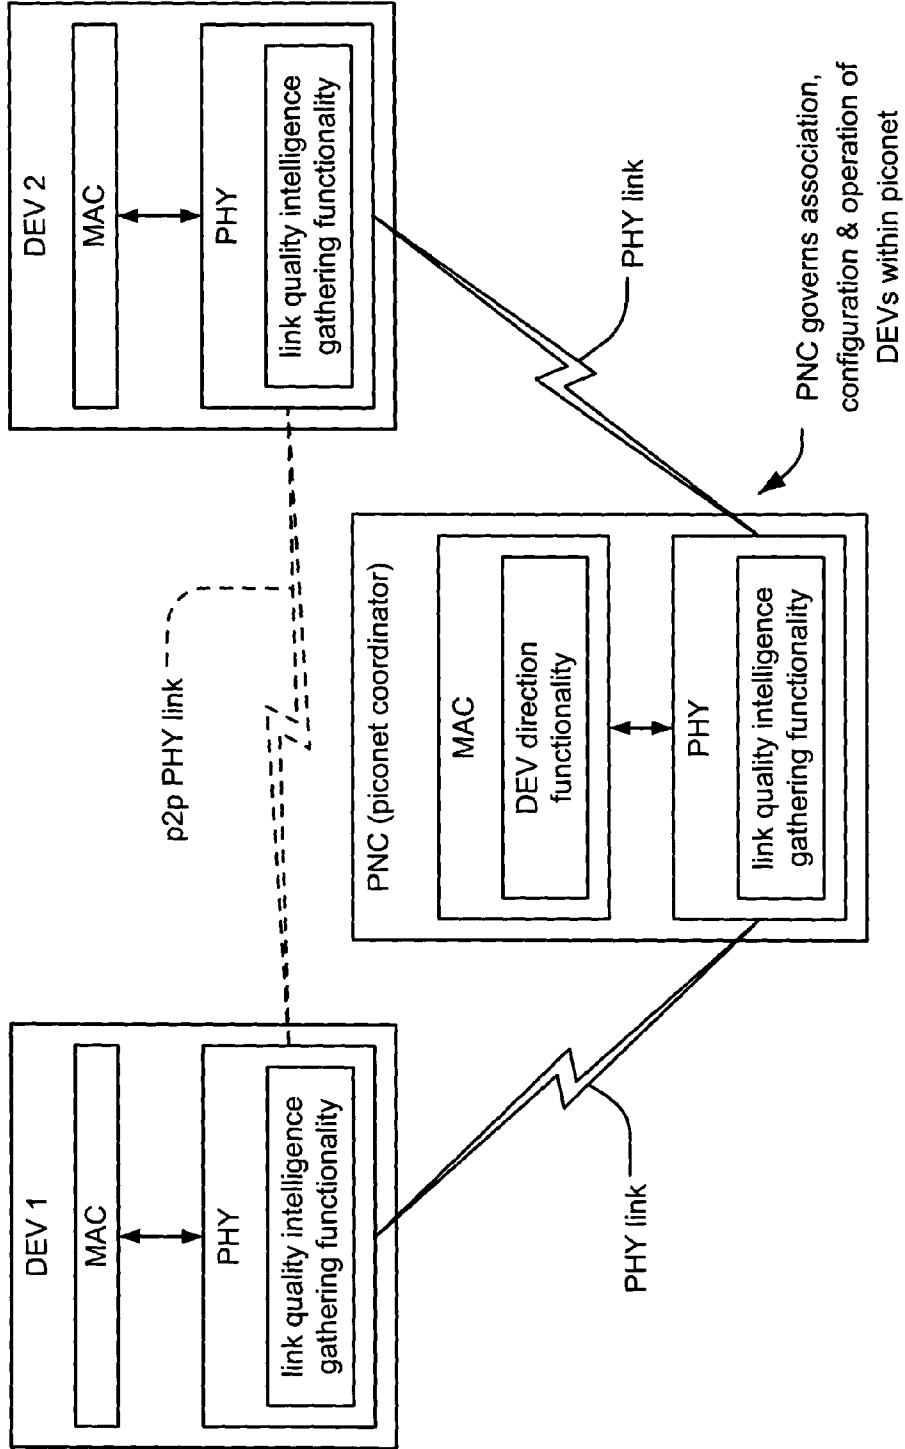 DEV 1
MAC
PHY
link quality intelligence
gathering functionality
p2p PHY link
DEV 2
MAC
PHY
link quality intelligence
gathering functionality
PNC (piconet coordinator)
MAC
DEV direction
functionality
PHY
link quality intelligence
gathering functionality
PHY link
PHY link
PNC governs association,
configuration & operation of
DEVs within piconet